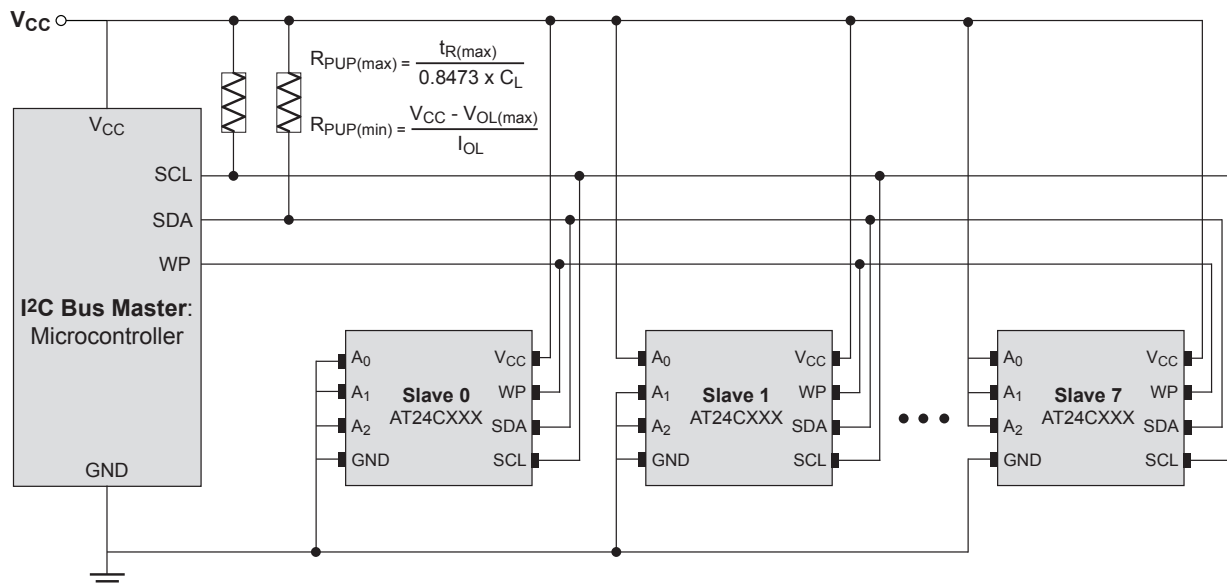 VCC
RPUP(max) = tR(max)
0.8473 x CL
RPUP(min) = VCC - VOL(max)
IOL
VCC
SCL
SDA
WP
I2C Bus Master:
Microcontroller
GND
A0
A1
A2
GND
Slave 0
AT24CXXX
VCC
WP
SDA
SCL
A0
A1
A2
GND
Slave 1
AT24CXXX
VCC
WP
SDA
SCL
A0
A1
A2
GND
Slave 7
AT24CXXX
VCC
WP
SDA
SCL